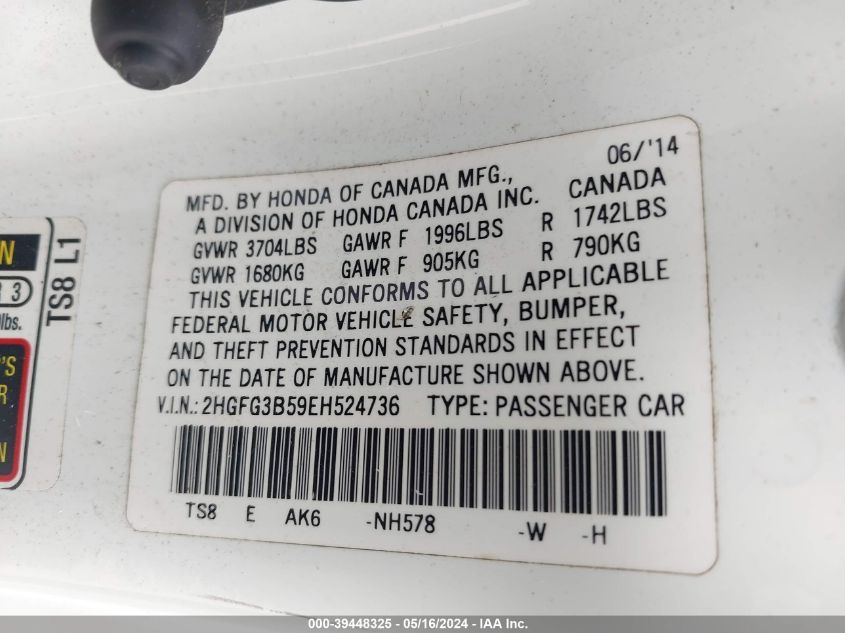 06/'14
MFD. BY HONDA OF CANADA MFG., CANADA
A DIVISION OF HONDA CANADA INC.
GVWR 3704LBS GAWR F 1996LBS R 1742LBS
GVWR 1680KG GAWR F 905KG R 790KG
THIS VEHICLE CONFORMS TO ALL APPLICABLE
FEDERAL MOTOR VEHICLE SAFETY, BUMPER,
AND THEFT PREVENTION STANDARDS IN EFFECT
ON THE DATE OF MANUFACTURE SHOWN ABOVE.
V.I.N.: 2HGFG3B59EH524736 TYPE: PASSENGER CAR
TS8 E AK6 -NH578 -W -H
TS8 L1
N
3
lbs.
'S
R
N
000-39448325 - 05/16/2024 - IAA Inc.